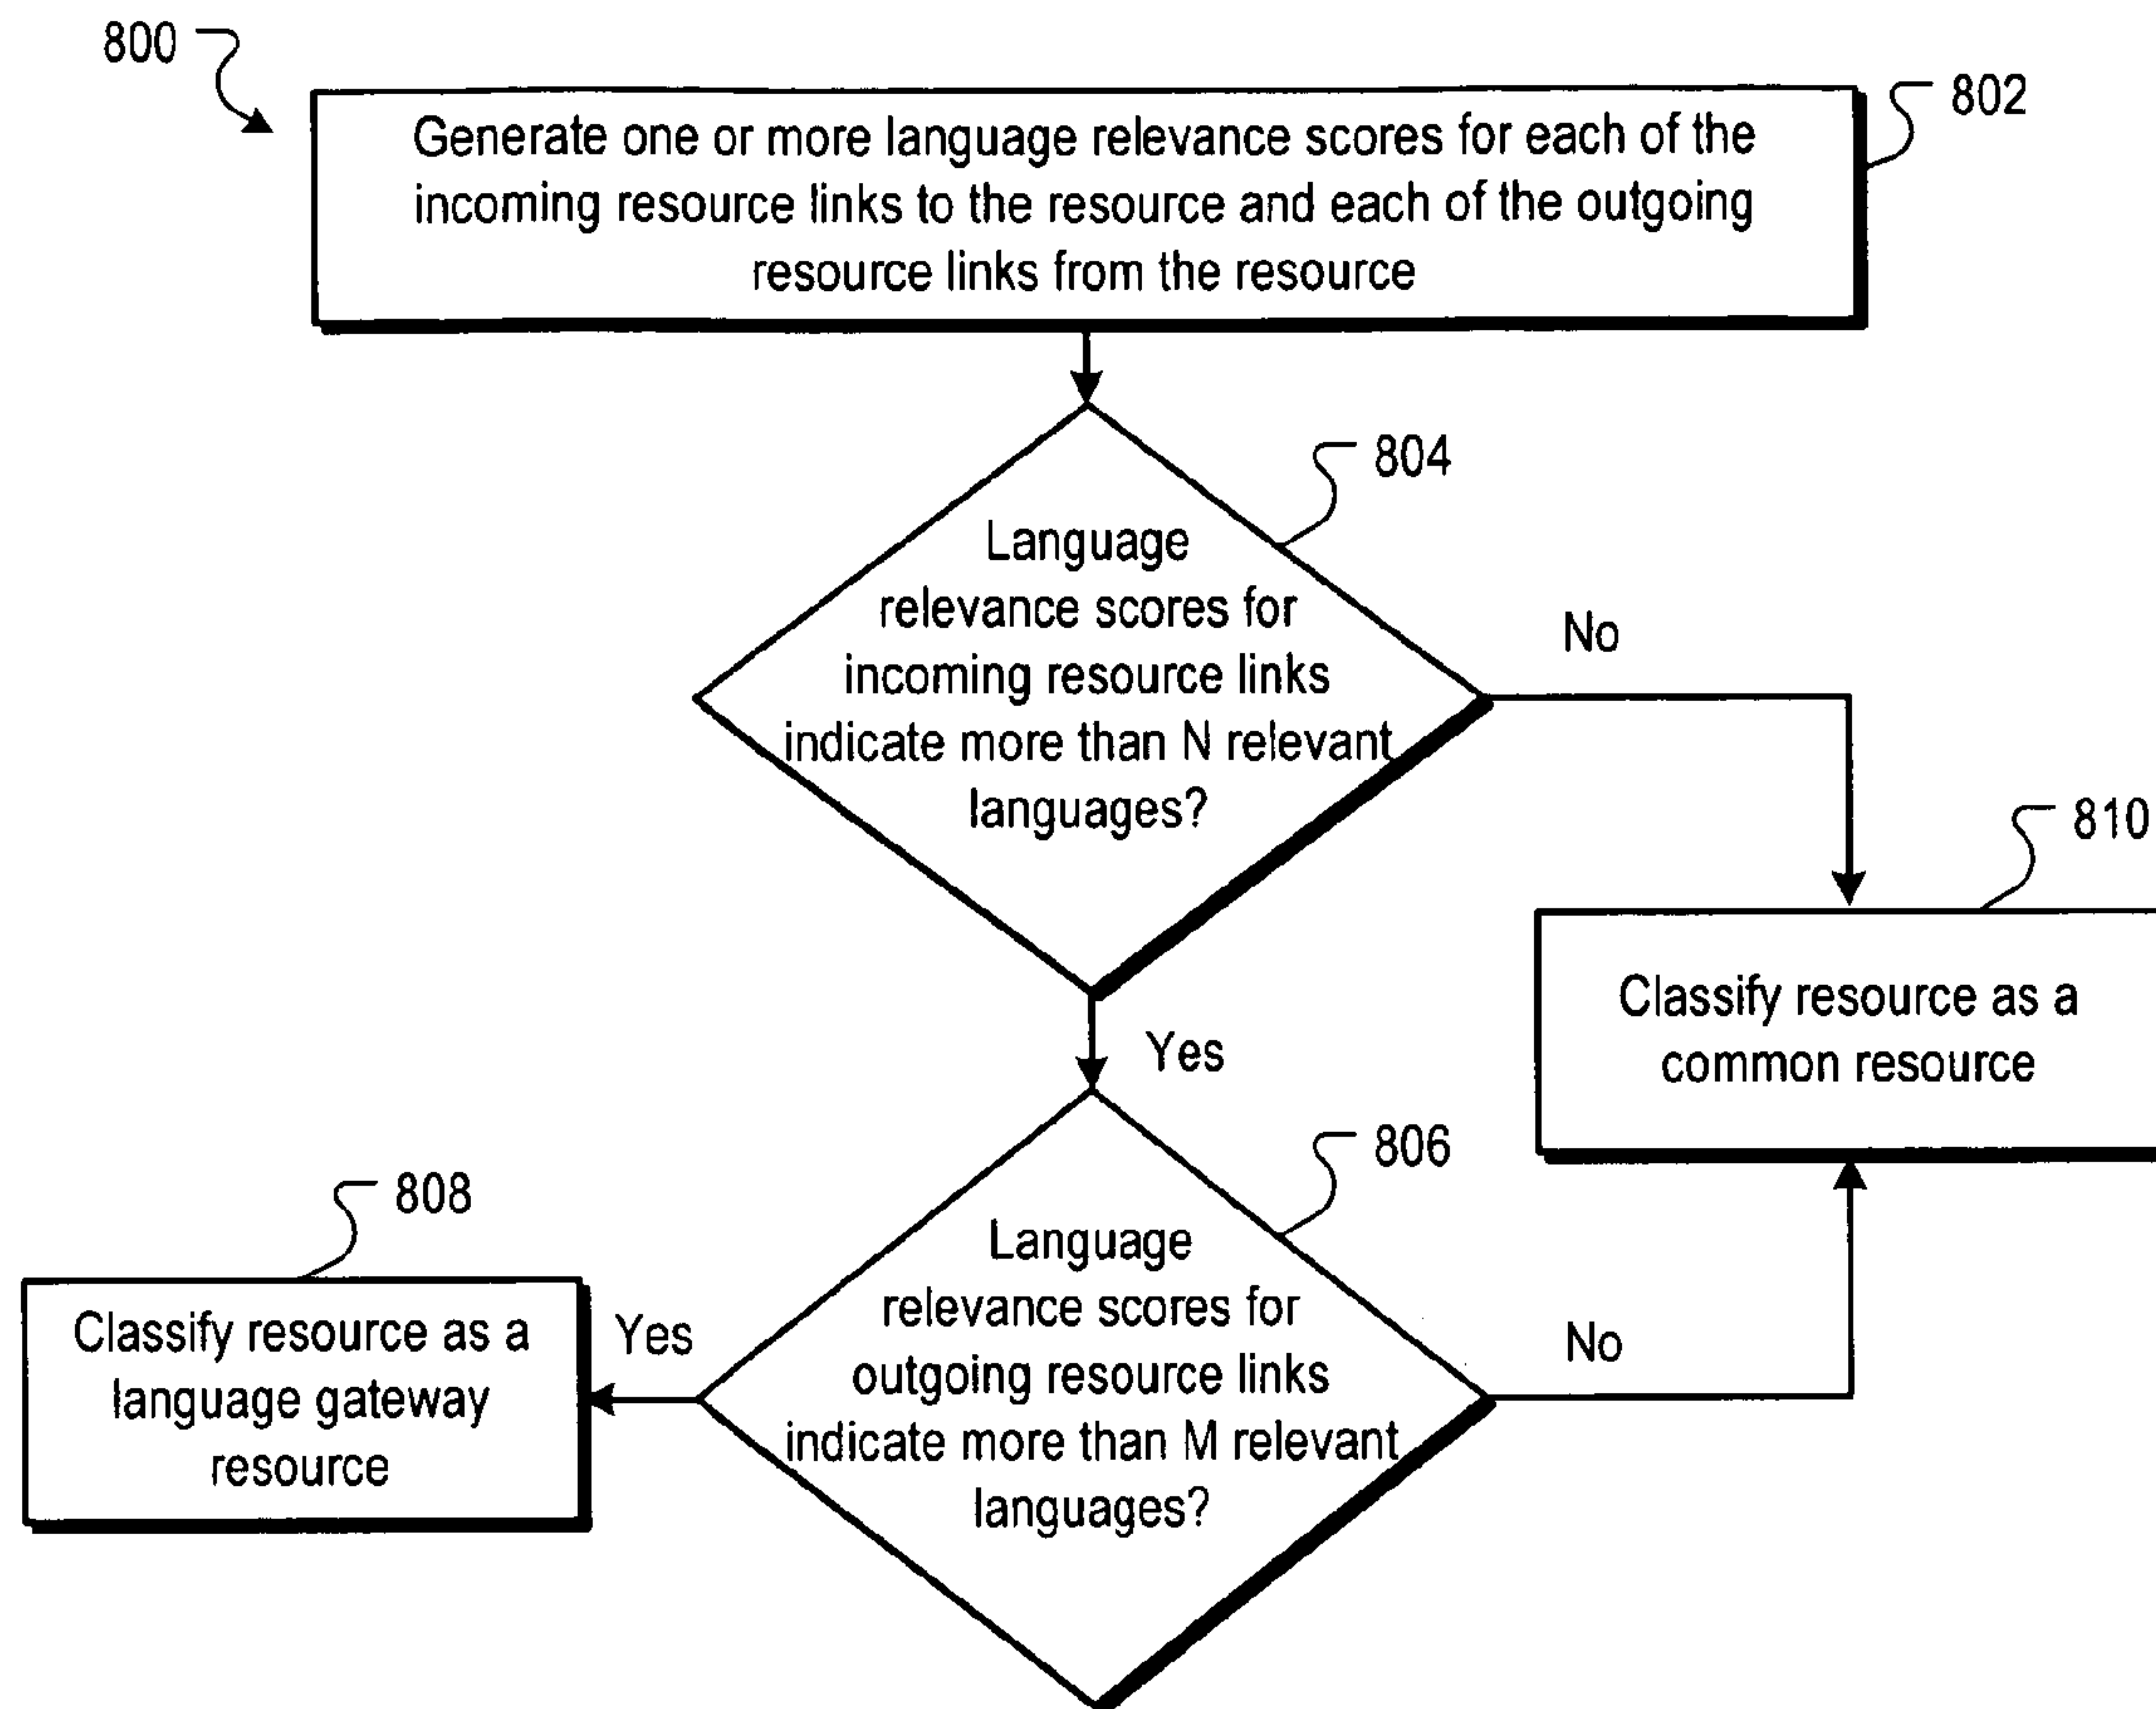 800
802
Generate one or more language relevance scores for each of the
incoming resource links to the resource and each of the outgoing
resource links from the resource
804
Language
relevance scores for
incoming resource links
indicate more than N relevant
languages?
No
Yes
810
Classify resource as a
common resource
806
Language
relevance scores for
outgoing resource links
indicate more than M relevant
languages?
No
Yes
808
Classify resource as a
language gateway
resource